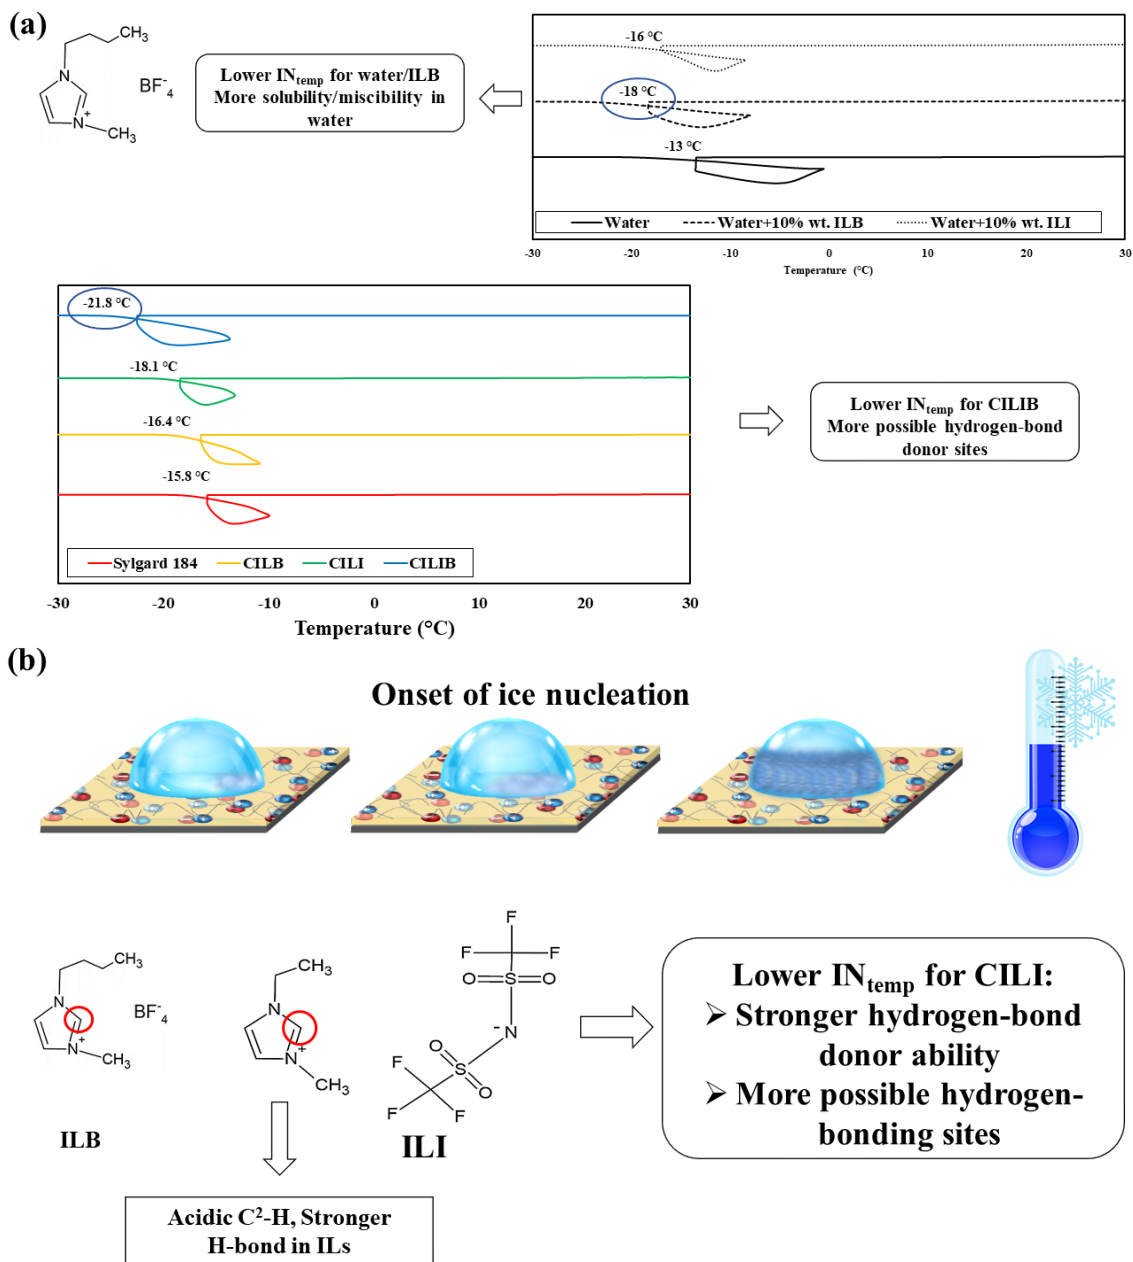 (a)
CH₃
N
N
+
CH₃
BF⁻₄
Lower INtemp for water/ILB
More solubility/miscibility in
water
-16 °C
-18 °C
-13 °C
Water
Water+10% wt. ILB
Water+10% wt. ILI
-30 -20 -10 0 10 20 30
Temperature (°C)
-21.8 °C
-18.1 °C
-16.4 °C
-15.8 °C
Sylgard 184
CILB
CILI
CILIB
-30 -20 -10 0 10 20 30
Temperature (°C)
Lower INtemp for CILIB
More possible hydrogen-bond
donor sites
(b)
Onset of ice nucleation
CH₃
N
N
+
CH₃
BF⁻₄
ILB
CH₃
N
N
+
CH₃
F
F F
O S O
N
-
O
S
O
F
F
F
ILI
Lower INtemp for CILI:
➢ Stronger hydrogen-bond
donor ability
➢ More possible hydrogen-
bonding sites
Acidic C²-H, Stronger
H-bond in ILs